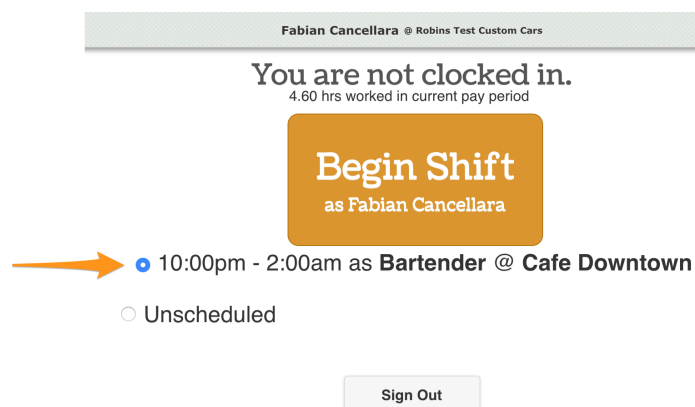 Fabian Cancellara @ Robins Test Custom Cars
You are not clocked in.
4.60 hrs worked in current pay period
Begin Shift
as Fabian Cancellara
10:00pm - 2:00am as Bartender @ Cafe Downtown
Unscheduled
Sign Out